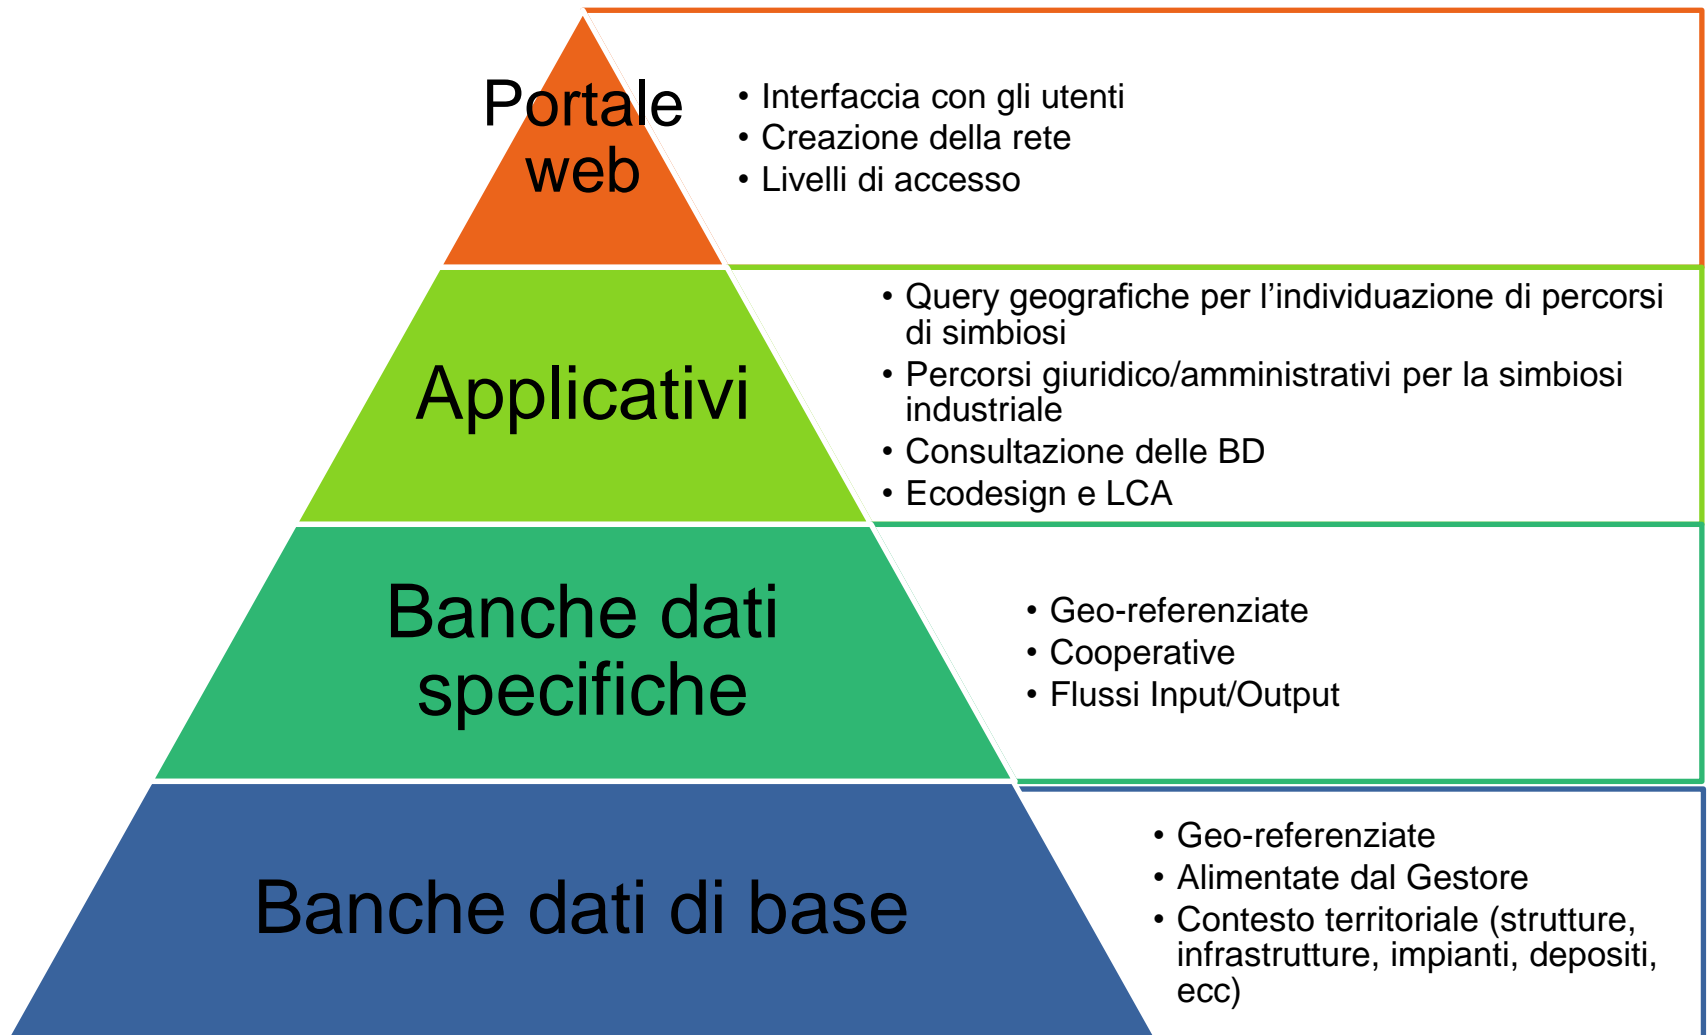 Portale
web
• Interfaccia con gli utenti
• Creazione della rete
• Livelli di accesso
Applicativi
• Query geografiche per l’individuazione di percorsi
di simbiosi
• Percorsi giuridico/amministrativi per la simbiosi
industriale
• Consultazione delle BD
• Ecodesign e LCA
Banche dati
specifiche
• Geo-referenziate
• Cooperative
• Flussi Input/Output
Banche dati di base
• Geo-referenziate
• Alimentate dal Gestore
• Contesto territoriale (strutture,
infrastrutture, impianti, depositi,
ecc)